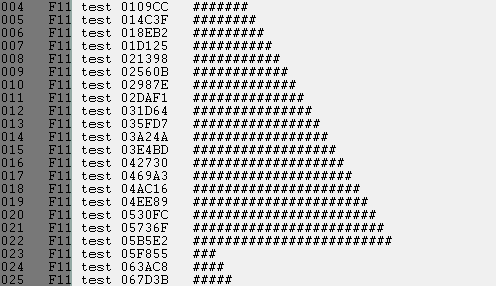 004 F11 test 0109CC #######
005 F11 test 014C3F ########
006 F11 test 018EB2 #########
007 F11 test 01D125 ##########
008 F11 test 021398 ###########
009 F11 test 02560B ############
010 F11 test 02987E #############
011 F11 test 02DAF1 ##############
012 F11 test 031D64 ###############
013 F11 test 035FD7 ################
014 F11 test 03A24A #################
015 F11 test 03E4BD ##################
016 F11 test 042730 ###################
017 F11 test 0469A3 ####################
018 F11 test 04AC16 #####################
019 F11 test 04EE89 ######################
020 F11 test 0530FC #######################
021 F11 test 05736F ########################
022 F11 test 05B5E2 #########################
023 F11 test 05F855 ###
024 F11 test 063AC8 ####
025 F11 test 067D3B #####